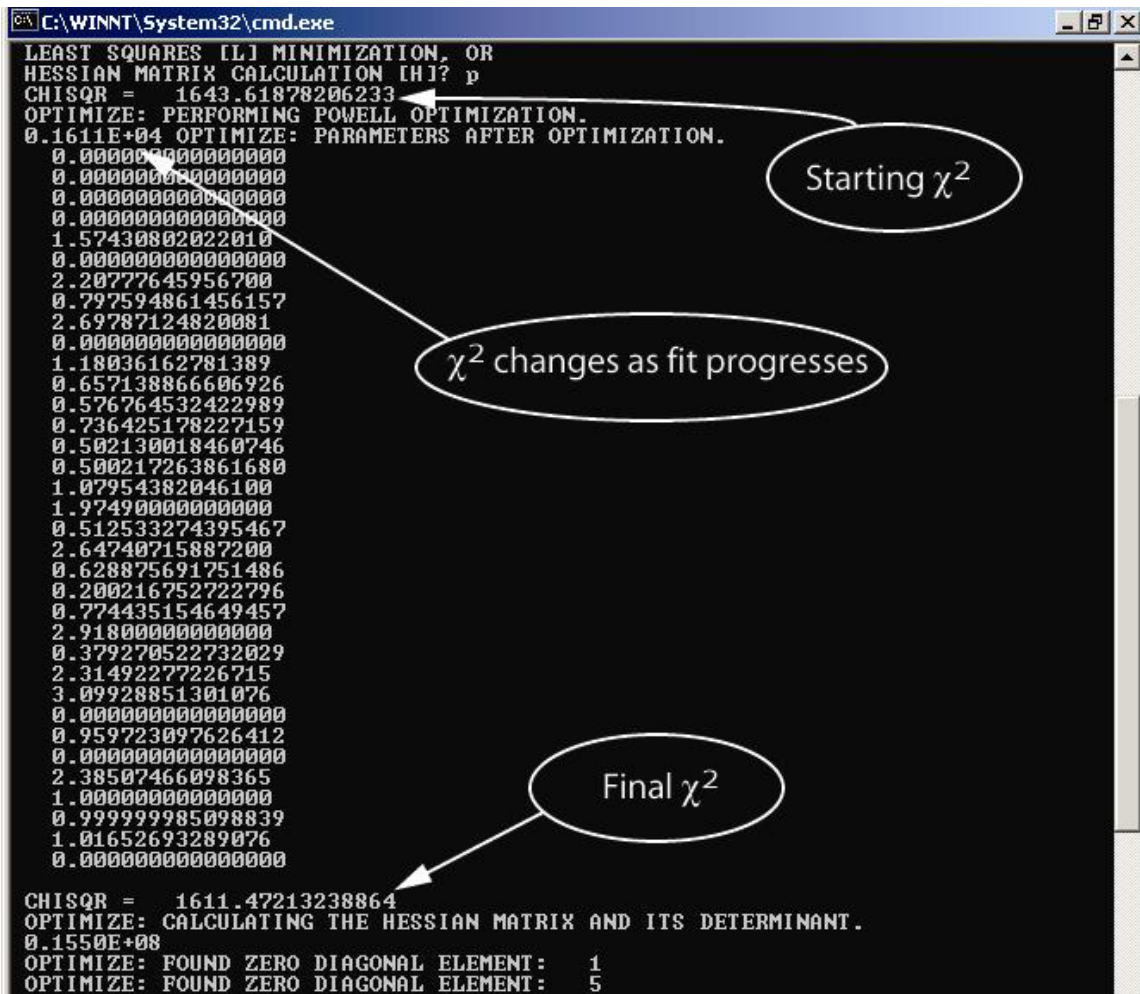 C:\WINNT\System32\cmd.exe
LEAST SQUARES [L] MINIMIZATION, OR
HESSIAN MATRIX CALCULATION [H]? p
CHISQR =   1643.61878206233
OPTIMIZE: PERFORMING POWELL OPTIMIZATION.
0.1611E+04 OPTIMIZE: PARAMETERS AFTER OPTIMIZATION.
0.000000000000000
0.000000000000000
0.000000000000000
0.000000000000000
1.57430802022010
0.000000000000000
2.20777645956700
0.797594861456157
2.69787124820081
0.000000000000000
1.18036162781389
0.657138866606926
0.576764532422989
0.736425178227159
0.502130018460746
0.500217263861680
1.07954382046100
1.97490000000000
0.512533274395467
2.64740715887200
0.628875691751486
0.200216752722796
0.774435154649457
2.91800000000000
0.379270522732029
2.31492277226715
3.09928851301076
0.000000000000000
0.959723097626412
0.000000000000000
2.38507466098365
1.00000000000000
0.999999985098839
1.01652693289076
0.000000000000000
CHISQR =   1611.47213238864
OPTIMIZE: CALCULATING THE HESSIAN MATRIX AND ITS DETERMINANT.
0.1550E+08
OPTIMIZE: FOUND ZERO DIAGONAL ELEMENT:   1
OPTIMIZE: FOUND ZERO DIAGONAL ELEMENT:   5
Starting χ²
χ² changes as fit progresses
Final χ²